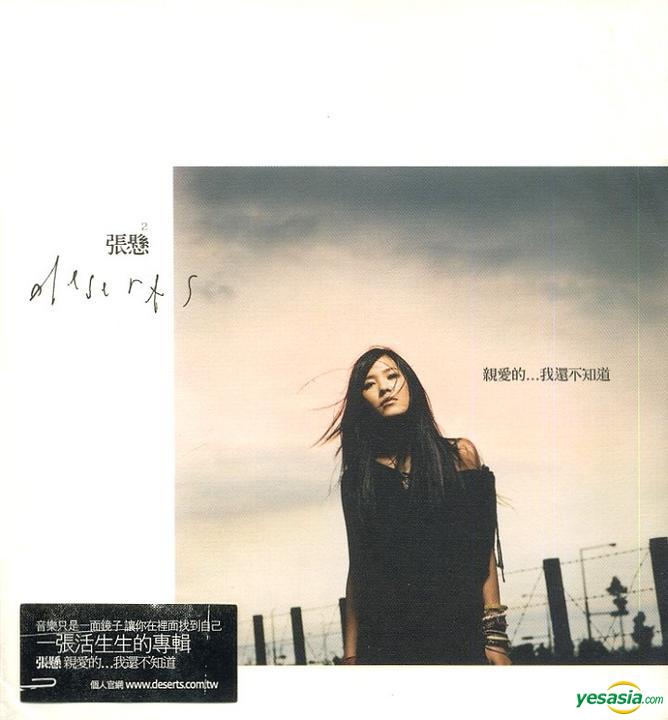 2
張懸
deserts
親愛的...我還不知道
音樂只是一面鏡子 讓你在裡面找到自己
一張活生生的專輯
張懸 親愛的...我還不知道
個人官網 www.deserts.com.tw
yesasia.com